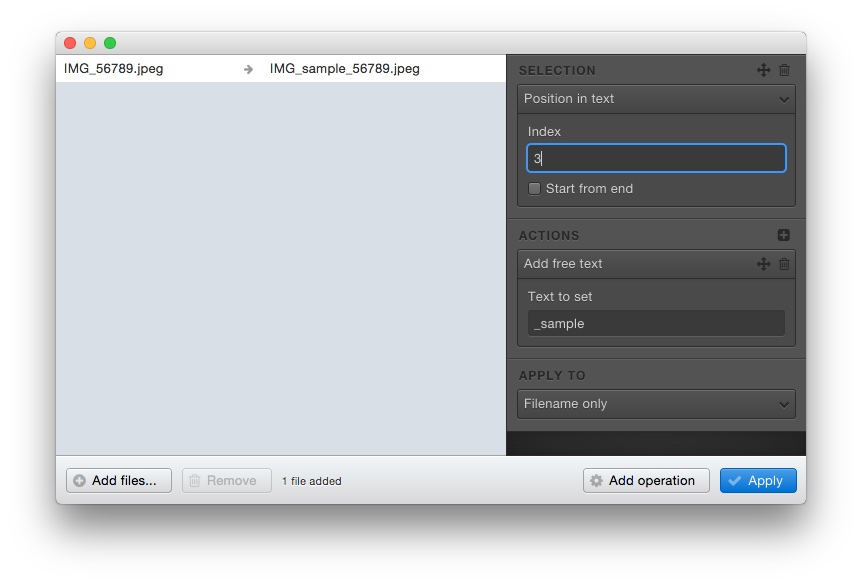 IMG_56789.jpeg IMG_sample_56789.jpeg
SELECTION
Position in text
Index
3
Start from end
ACTIONS
Add free text
Text to set
_sample
APPLY TO
Filename only
Add files... Remove 1 file added Add operation Apply